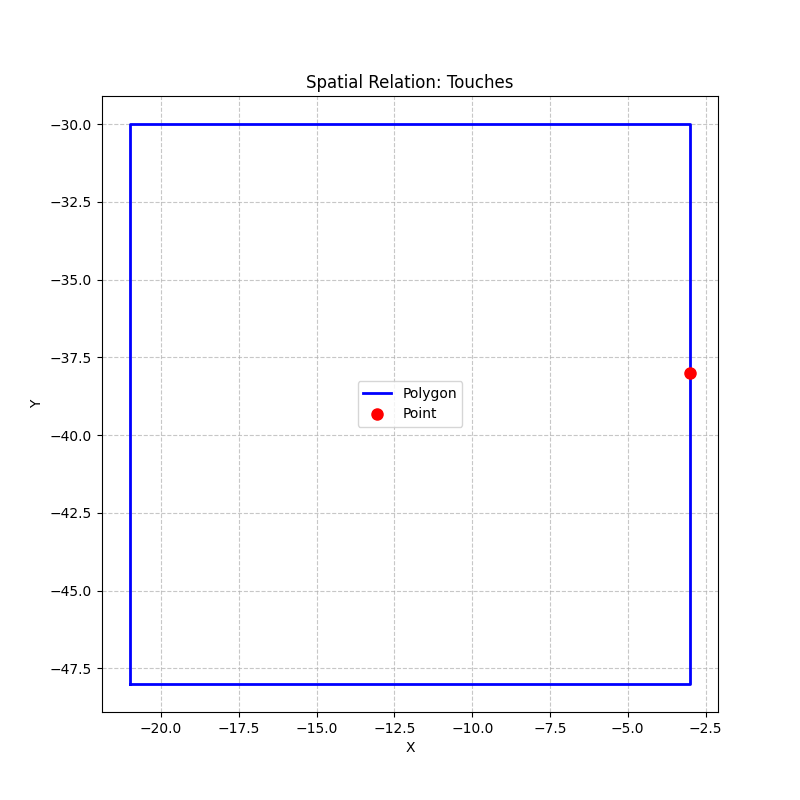 Spatial Relation: Touches
−30.0
−32.5
−35.0
−37.5
−40.0
−42.5
−45.0
−47.5
Y
Polygon
Point
−20.0 −17.5 −15.0 −12.5 −10.0 −7.5 −5.0 −2.5
X